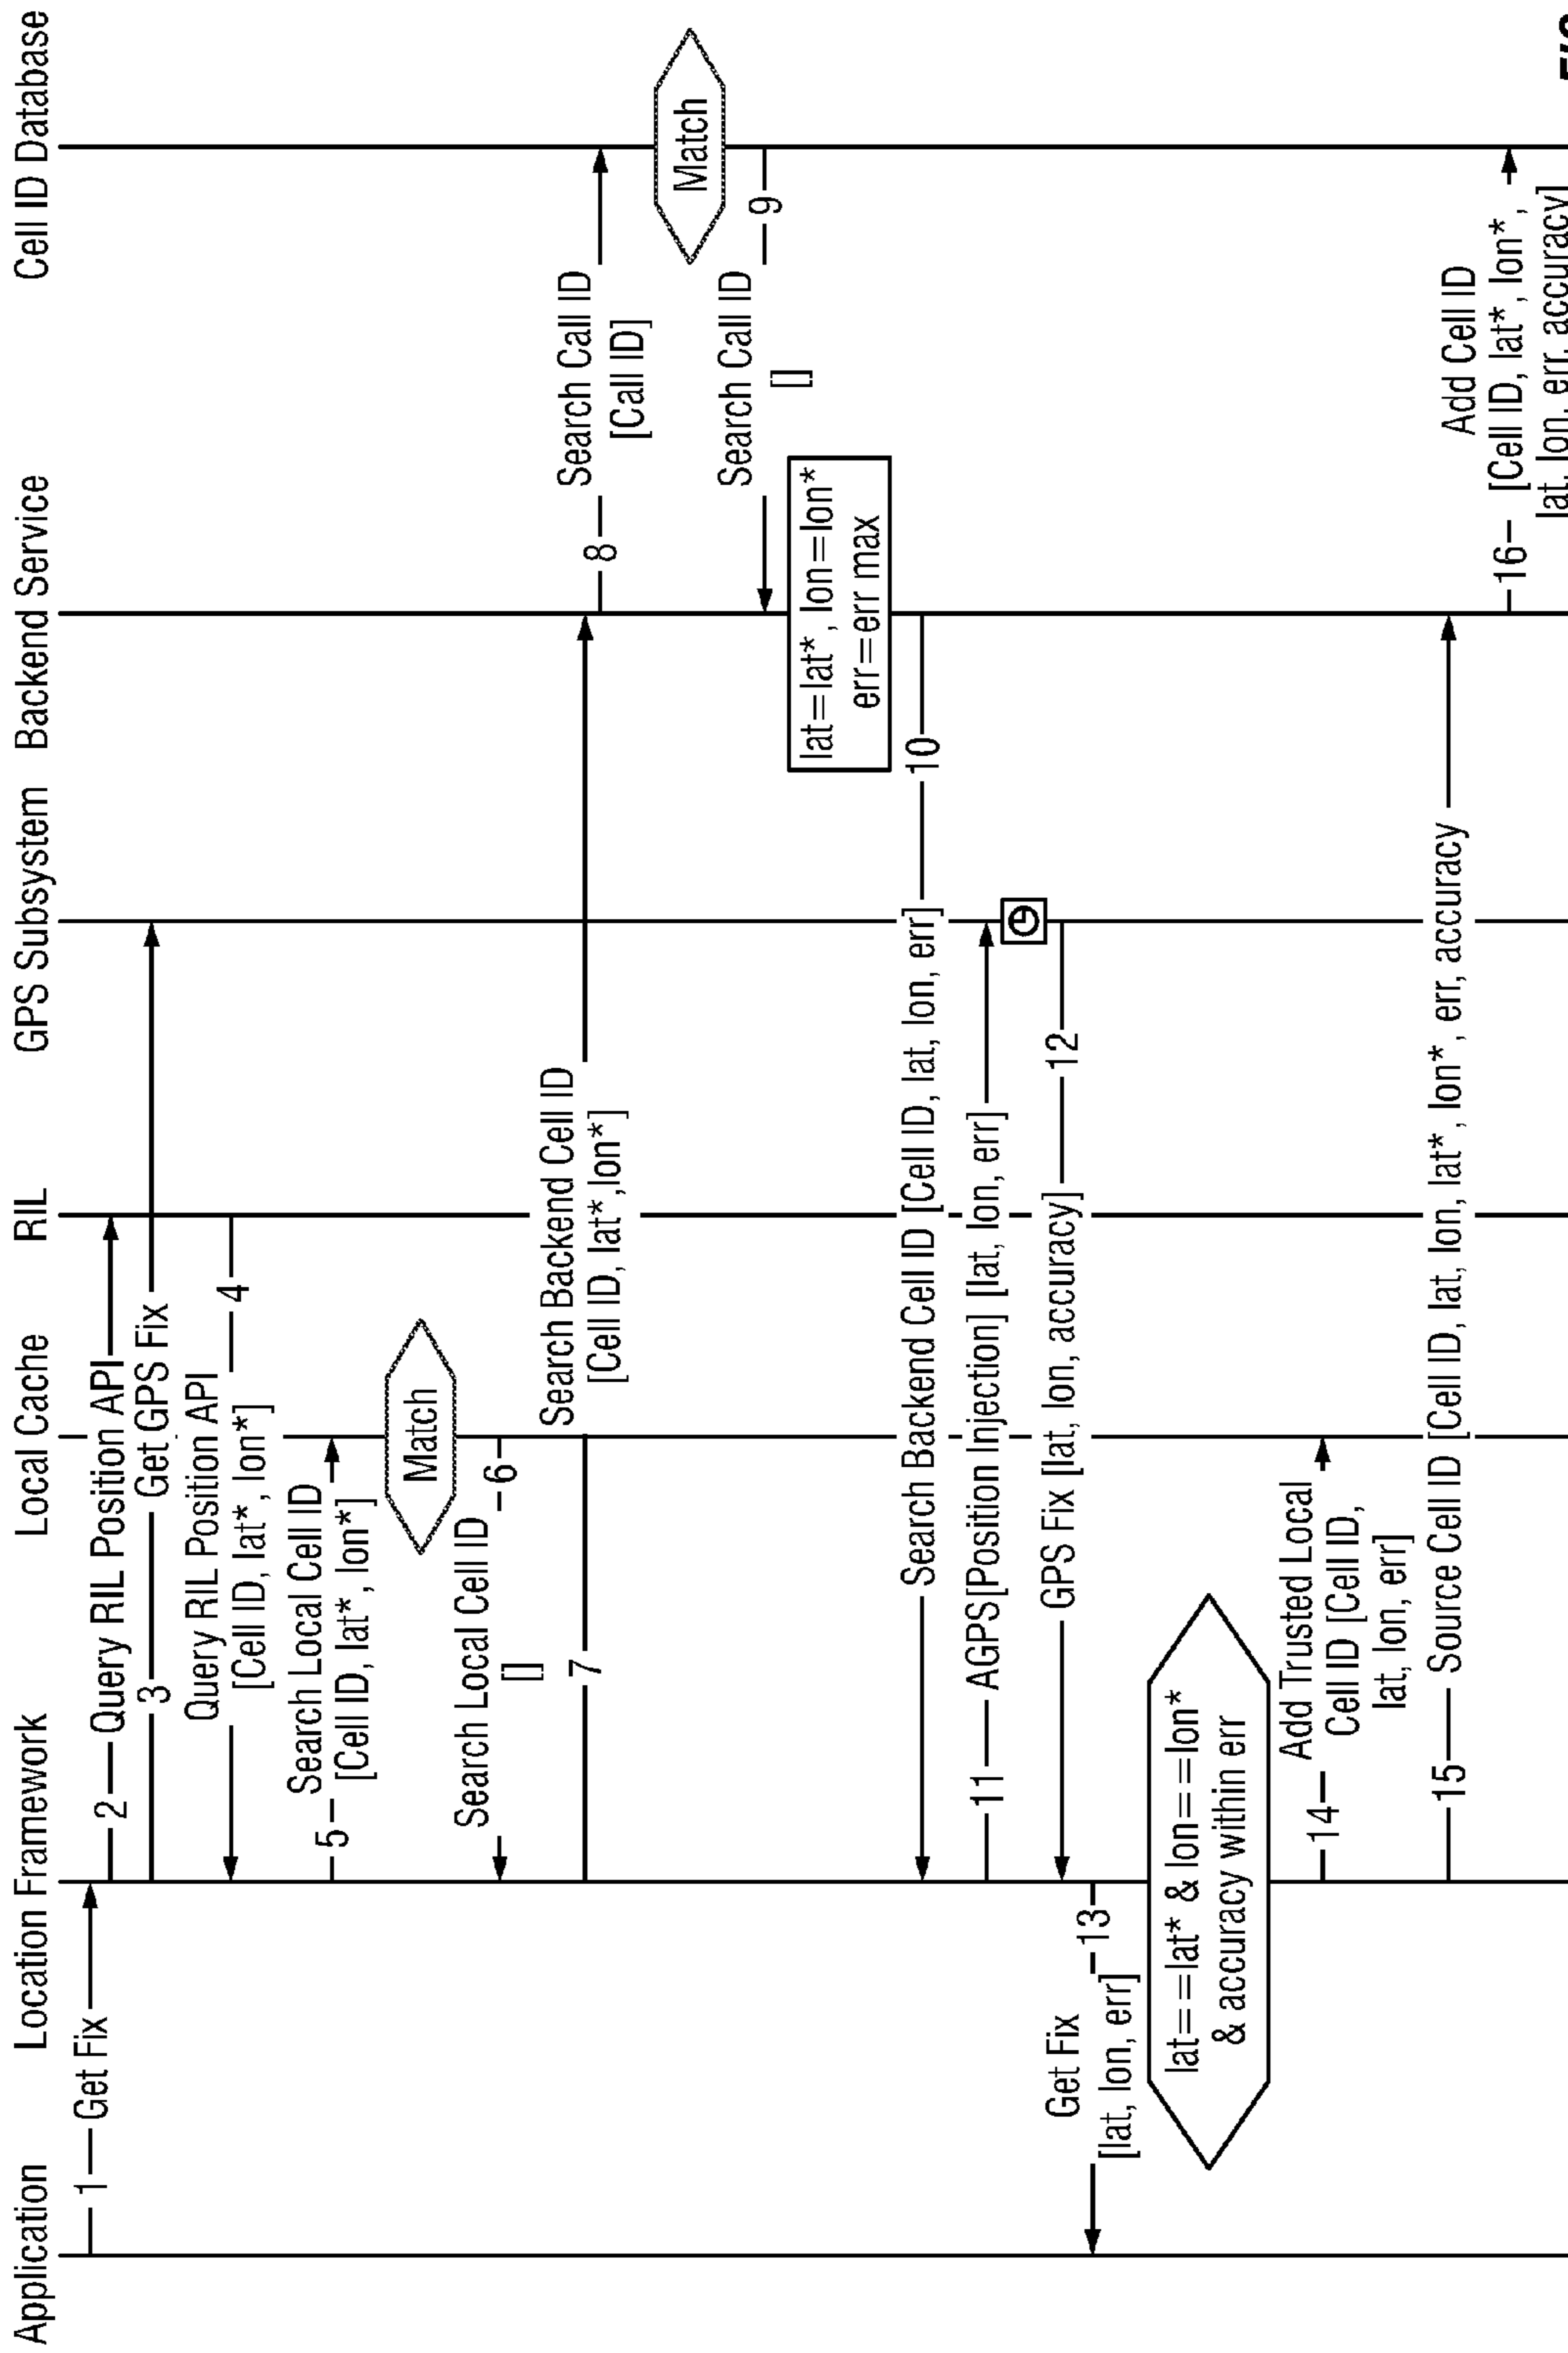 Application
Location Framework
Local Cache
RIL
GPS Subsystem
Backend Service
Cell ID Database
1
Get Fix
2
Query RIL Position API
3
Get GPS Fix
4
Query RIL Position API
[Cell ID, lat*, lon*]
5
Search Local Cell ID
[Cell ID, lat*, lon*]
Match
6
Search Local Cell ID
[]
7
Search Backend Cell ID
[Cell ID, lat*,lon*]
8
Search Call ID
[Call ID]
Match
9
Search Call ID
[]
lat=lat*, lon=lon*
err=err max
10
Search Backend Cell ID [Cell ID, lat, lon, err]
11
AGPS[Position Injection] [lat, lon, err]
12
GPS Fix [lat, lon, accuracy]
13
Get Fix
[lat, lon, err]
lat==lat* & lon==lon*
& accuracy within err
14
Add Trusted Local
Cell ID [Cell ID,
lat, lon, err]
15
Source Cell ID [Cell ID, lat, lon, lat*, lon*, err, accuracy
16
Add Cell ID
[Cell ID, lat*, lon*,
lat, lon, err, accuracy]
FIG